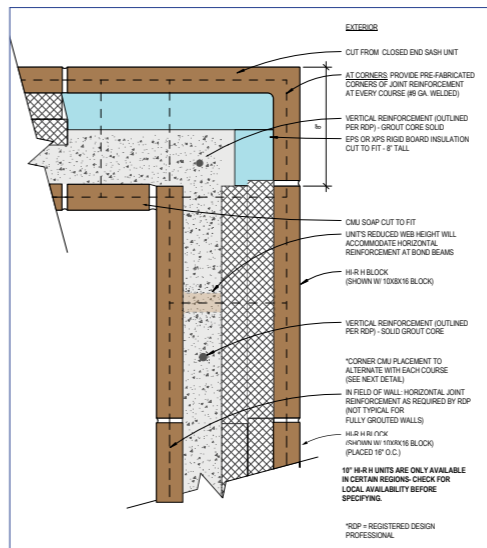 EXTERIOR
CUT FROM CLOSED END SASH UNIT
AT CORNERS: PROVIDE PRE-FABRICATED
CORNERS OF JOINT REINFORCEMENT
AT EVERY COURSE (#9 GA. WELDED)
VERTICAL REINFORCEMENT (OUTLINED
PER RDP) - GROUT CORE SOLID
EPS OR XPS RIGID BOARD INSULATION
CUT TO FIT - 8" TALL
8"
CMU SOAP CUT TO FIT
UNIT'S REDUCED WEB HEIGHT WILL
ACCOMMODATE HORIZONTAL
REINFORCEMENT AT BOND BEAMS
HI-R H BLOCK
(SHOWN W/ 10X8X16 BLOCK)
VERTICAL REINFORCEMENT (OUTLINED
PER RDP) - SOLID GROUT CORE
*CORNER CMU PLACEMENT TO
ALTERNATE WITH EACH COURSE
(SEE NEXT DETAIL)
IN FIELD OF WALL: HORIZONTAL JOINT
REINFORCEMENT AS REQUIRED BY RDP
(NOT TYPICAL FOR
FULLY GROUTED WALLS)
HI-R H BLOCK
(SHOWN W/ 10X8X16 BLOCK)
(PLACED 16" O.C.)
10" HI-R H UNITS ARE ONLY AVAILABLE
IN CERTAIN REGIONS- CHECK FOR
LOCAL AVAILABILITY BEFORE
SPECIFYING.
*RDP = REGISTERED DESIGN
PROFESSIONAL